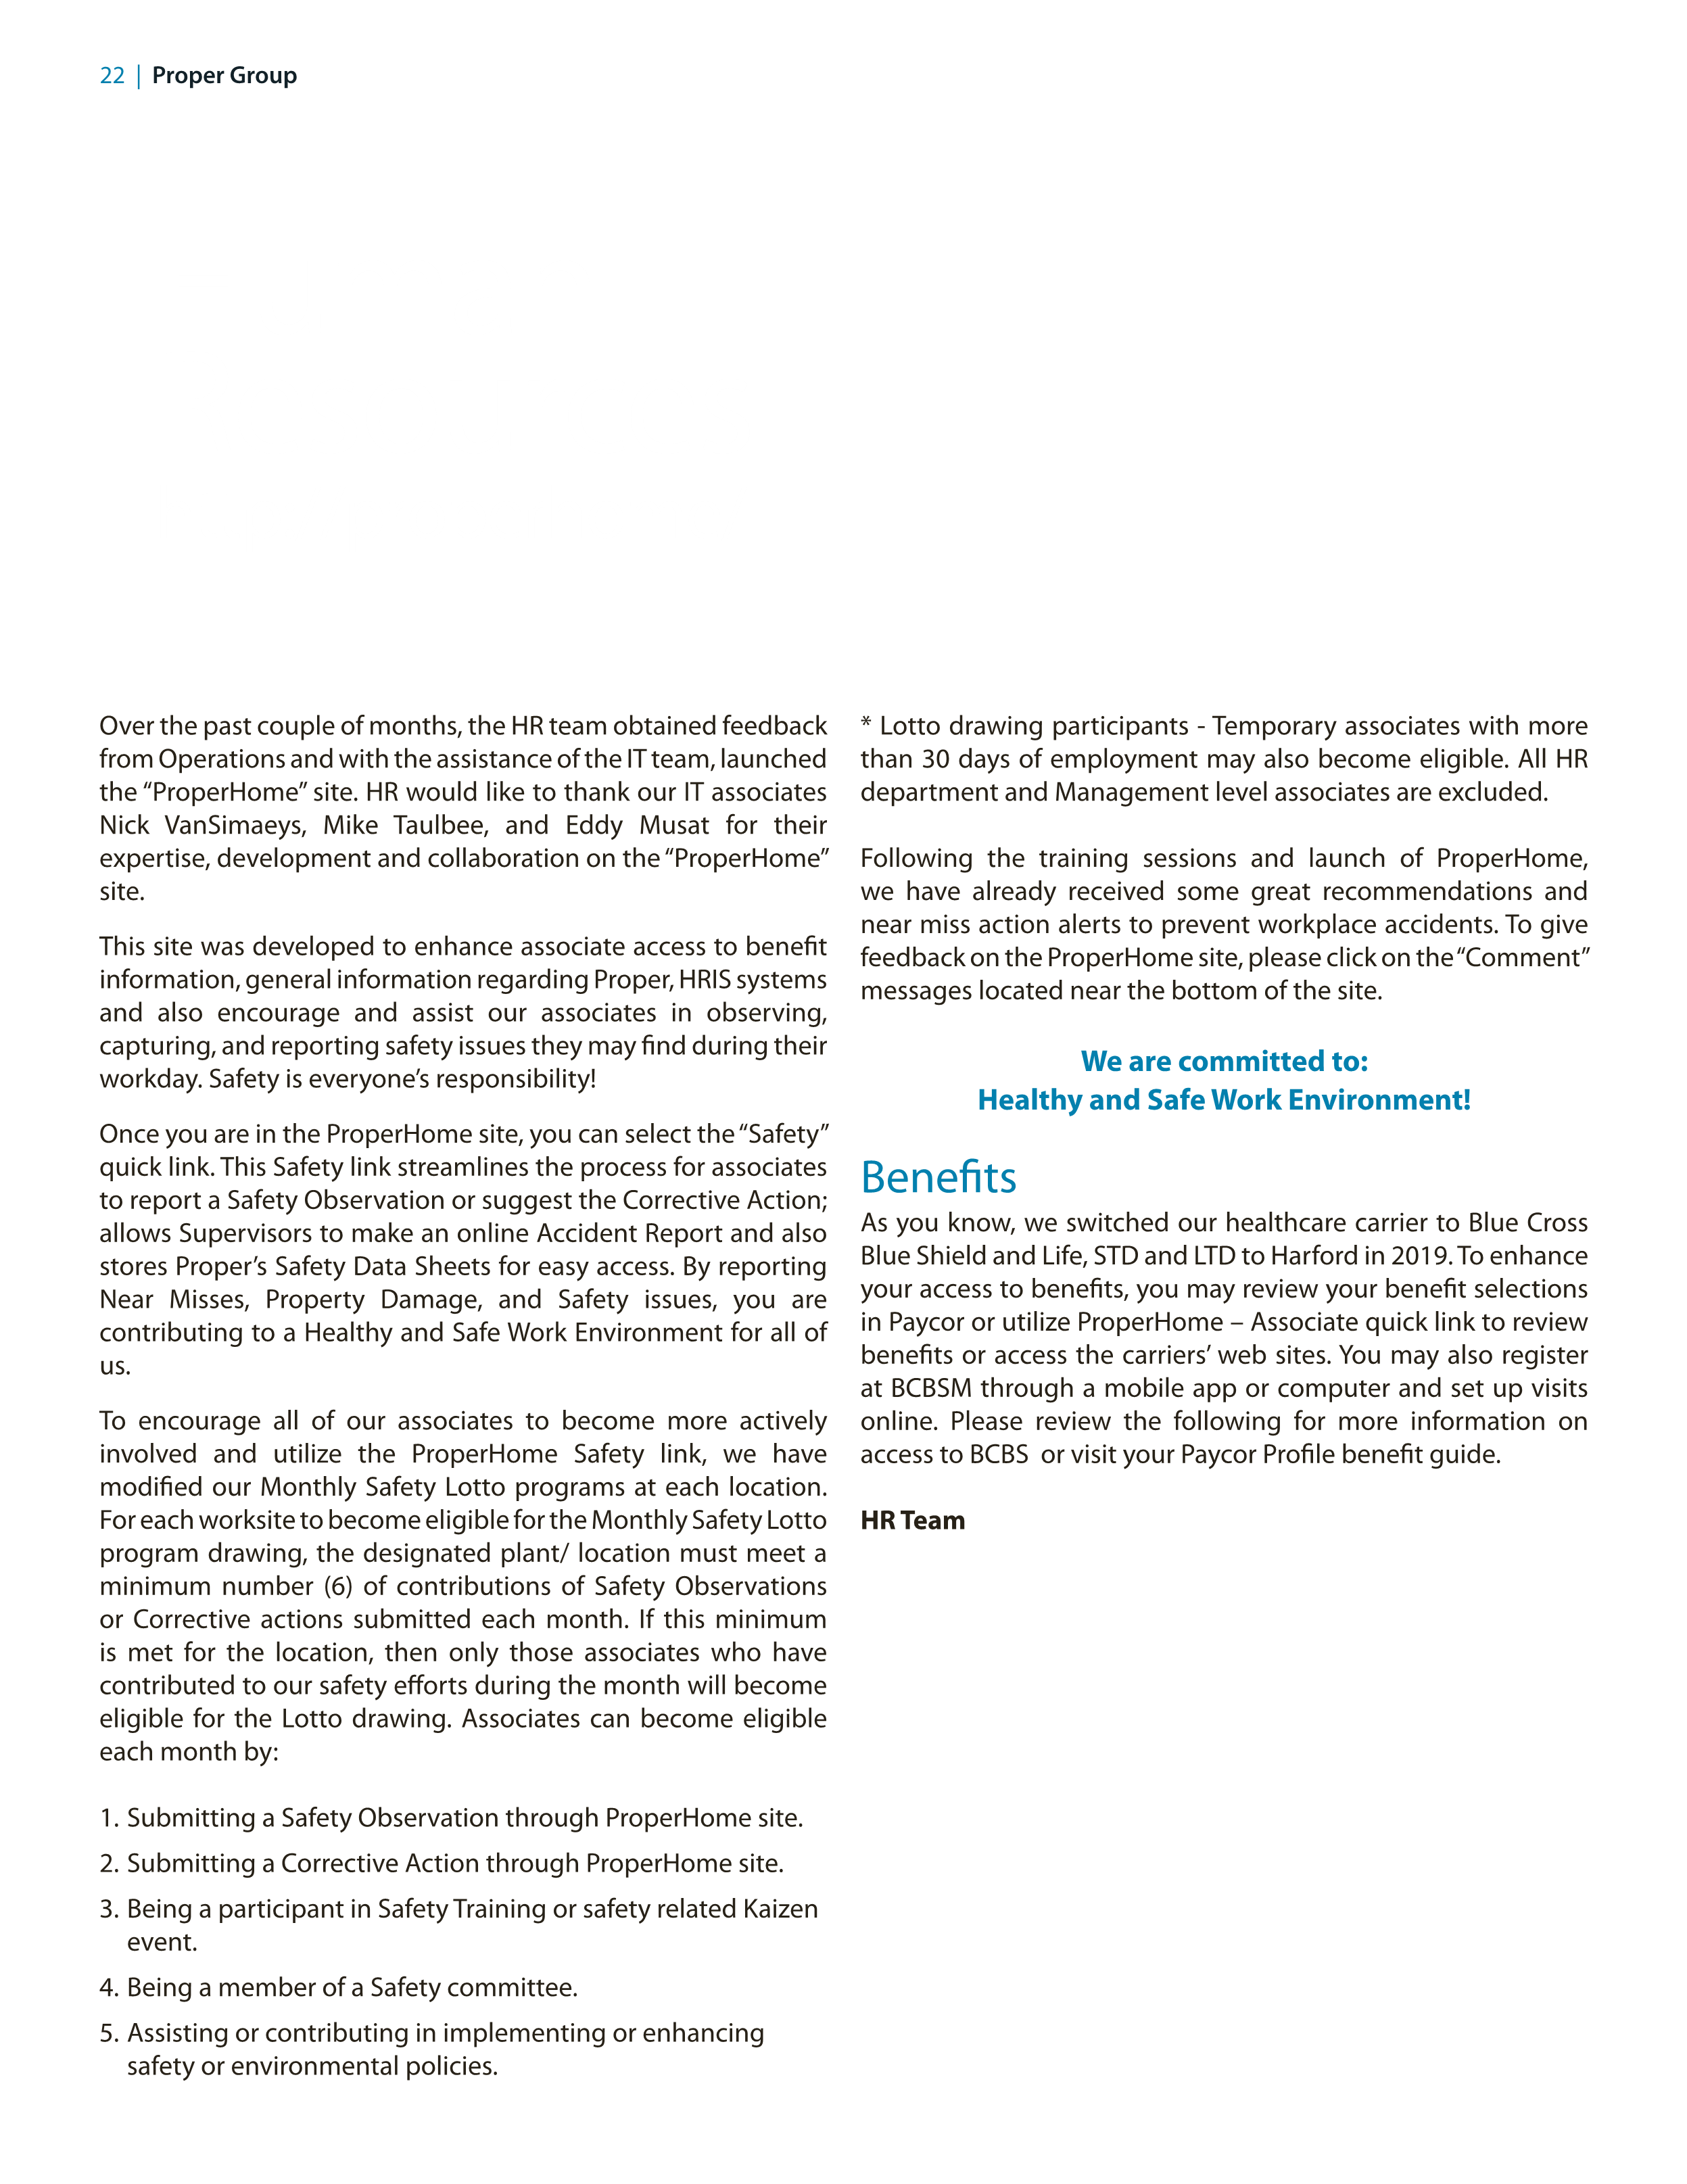 22 | Proper Group
Over the past couple of months, the HR team obtained feedback
from Operations and with the assistance of the IT team, launched
the “ProperHome” site. HR would like to thank our IT associates
Nick VanSimaeys, Mike Taulbee, and Eddy Musat for their
expertise, development and collaboration on the “ProperHome”
site.
This site was developed to enhance associate access to benefit
information, general information regarding Proper, HRIS systems
and also encourage and assist our associates in observing,
capturing, and reporting safety issues they may find during their
workday. Safety is everyone’s responsibility!
Once you are in the ProperHome site, you can select the “Safety”
quick link. This Safety link streamlines the process for associates
to report a Safety Observation or suggest the Corrective Action;
allows Supervisors to make an online Accident Report and also
stores Proper’s Safety Data Sheets for easy access. By reporting
Near Misses, Property Damage, and Safety issues, you are
contributing to a Healthy and Safe Work Environment for all of
us.
To encourage all of our associates to become more actively
involved and utilize the ProperHome Safety link, we have
modified our Monthly Safety Lotto programs at each location.
For each worksite to become eligible for the Monthly Safety Lotto
program drawing, the designated plant/ location must meet a
minimum number (6) of contributions of Safety Observations
or Corrective actions submitted each month. If this minimum
is met for the location, then only those associates who have
contributed to our safety efforts during the month will become
eligible for the Lotto drawing. Associates can become eligible
each month by:
1. Submitting a Safety Observation through ProperHome site.
2. Submitting a Corrective Action through ProperHome site.
3. Being a participant in Safety Training or safety related Kaizen
event.
4. Being a member of a Safety committee.
5. Assisting or contributing in implementing or enhancing
safety or environmental policies.
* Lotto drawing participants - Temporary associates with more
than 30 days of employment may also become eligible. All HR
department and Management level associates are excluded.
Following the training sessions and launch of ProperHome,
we have already received some great recommendations and
near miss action alerts to prevent workplace accidents. To give
feedback on the ProperHome site, please click on the “Comment”
messages located near the bottom of the site.
We are committed to:
Healthy and Safe Work Environment!
Benefits
As you know, we switched our healthcare carrier to Blue Cross
Blue Shield and Life, STD and LTD to Harford in 2019. To enhance
your access to benefits, you may review your benefit selections
in Paycor or utilize ProperHome – Associate quick link to review
benefits or access the carriers’ web sites. You may also register
at BCBSM through a mobile app or computer and set up visits
online. Please review the following for more information on
access to BCBS  or visit your Paycor Profile benefit guide.
HR Team